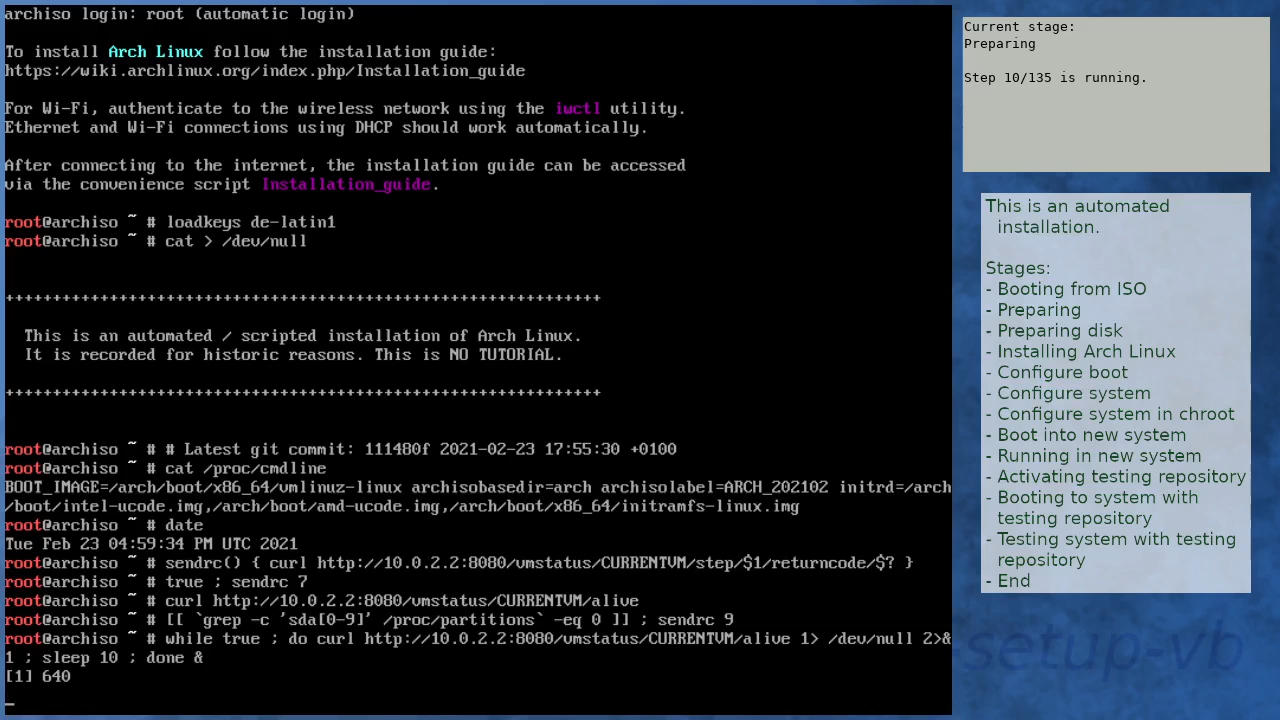 archiso login: root (automatic login)
To install Arch Linux follow the installation guide:
https://wiki.archlinux.org/index.php/Installation_guide
For Wi-Fi, authenticate to the wireless network using the iwctl utility.
Ethernet and Wi-Fi connections using DHCP should work automatically.
After connecting to the internet, the installation guide can be accessed
via the convenience script Installation_guide.
root@archiso ~ # loadkeys de-latin1
root@archiso ~ # cat > /dev/null
+++++++++++++++++++++++++++++++++++++++++++++++++++++++++++++++
This is an automated / scripted installation of Arch Linux.
It is recorded for historic reasons. This is NO TUTORIAL.
+++++++++++++++++++++++++++++++++++++++++++++++++++++++++++++++
root@archiso ~ # # Latest git commit: 111480f 2021-02-23 17:55:30 +0100
root@archiso ~ # cat /proc/cmdline
BOOT_IMAGE=/arch/boot/x86_64/vmlinuz-linux archisobasedir=arch archisolabel=ARCH_202102 initrd=/arch
/boot/intel-ucode.img,/arch/boot/amd-ucode.img,/arch/boot/x86_64/initramfs-linux.img
root@archiso ~ # date
Tue Feb 23 04:59:34 PM UTC 2021
root@archiso ~ # sendrc() { curl http://10.0.2.2:8080/vmstatus/CURRENTVM/step/$1/returncode/$? }
root@archiso ~ # true ; sendrc 7
root@archiso ~ # curl http://10.0.2.2:8080/vmstatus/CURRENTVM/alive
root@archiso ~ # [[ `grep -c 'sda[0-9]' /proc/partitions` -eq 0 ]] ; sendrc 9
root@archiso ~ # while true ; do curl http://10.0.2.2:8080/vmstatus/CURRENTVM/alive 1> /dev/null 2>&
1 ; sleep 10 ; done &
[1] 640
Current stage:
Preparing
Step 10/135 is running.
This is an automated
installation.
Stages:
- Booting from ISO
- Preparing
- Preparing disk
- Installing Arch Linux
- Configure boot
- Configure system
- Configure system in chroot
- Boot into new system
- Running in new system
- Activating testing repository
- Booting to system with
testing repository
- Testing system with testing
repository
- End
-setup-vb